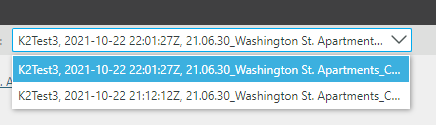 K2Test3, 2021-10-22 22:01:27Z, 21.06.30_Washington St. Apartment...
K2Test3, 2021-10-22 22:01:27Z, 21.06.30_Washington St. Apartments_C...
K2Test3, 2021-10-22 21:12:12Z, 21.06.30_Washington St. Apartments_C...